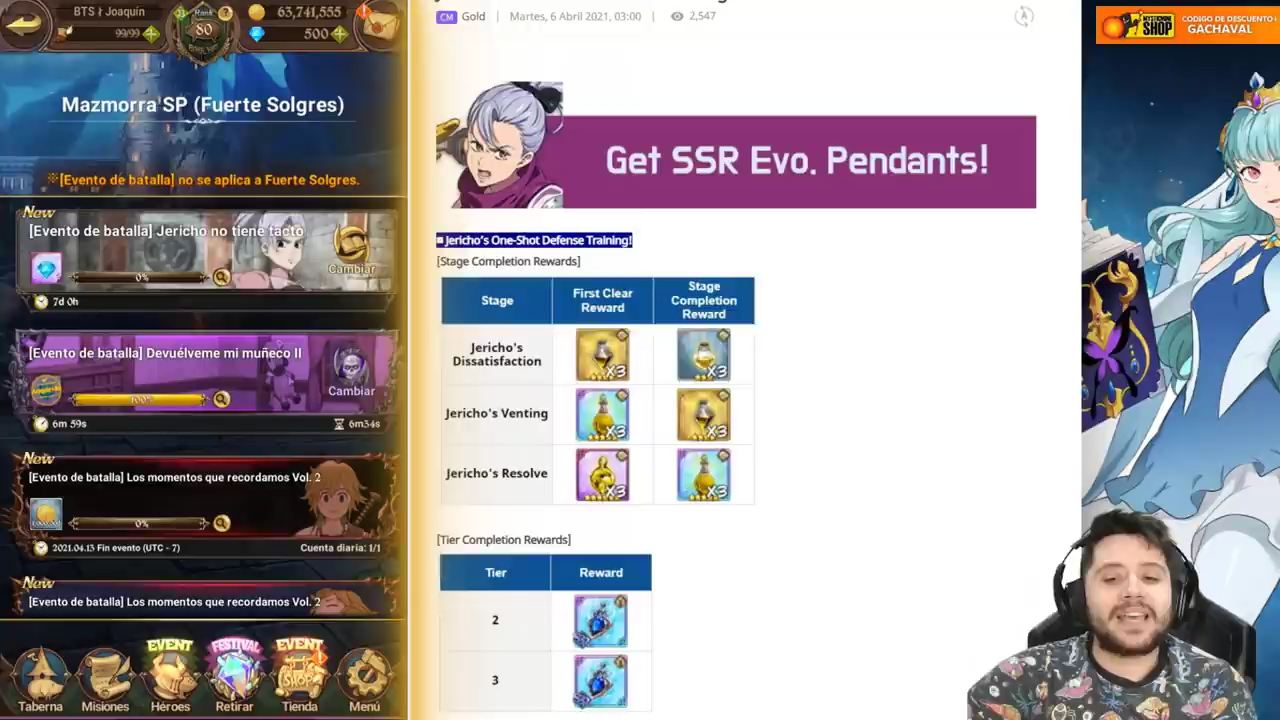 BTS ł Joaquín
99/99
Rank
80
63,741,555
500
Mazmorra SP (Fuerte Solgres)
※[Evento de batalla] no se aplica a Fuerte Solgres.
New
[Evento de batalla] Jericho no tiene tacto
Cambiar
0%
7d 0h
[Evento de batalla] Devuélveme mi muñeco II
Cambiar
100%
6m 59s
6m34s
New
[Evento de batalla] Los momentos que recordamos Vol. 2
0%
2021.04.13 Fin evento (UTC - 7)
Cuenta diaria: 1/1
New
[Evento de batalla] Los momentos que recordamos Vol. 2
EVENT
FESTIVAL
EVENT
SHOP
Taberna
Misiones
Héroes
Retirar
Tienda
Menú
CM Gold | Martes, 6 Abril 2021, 03:00 | 2,547
Get SSR Evo. Pendants!
■ Jericho's One-Shot Defense Training!
[Stage Completion Rewards]
Stage
First Clear Reward
Stage Completion Reward
Jericho's Dissatisfaction
X3
X3
Jericho's Venting
X3
X3
Jericho's Resolve
X3
X3
[Tier Completion Rewards]
Tier
Reward
2
3
SHOP
CODIGO DE DESCUENTO:
GACHAVAL